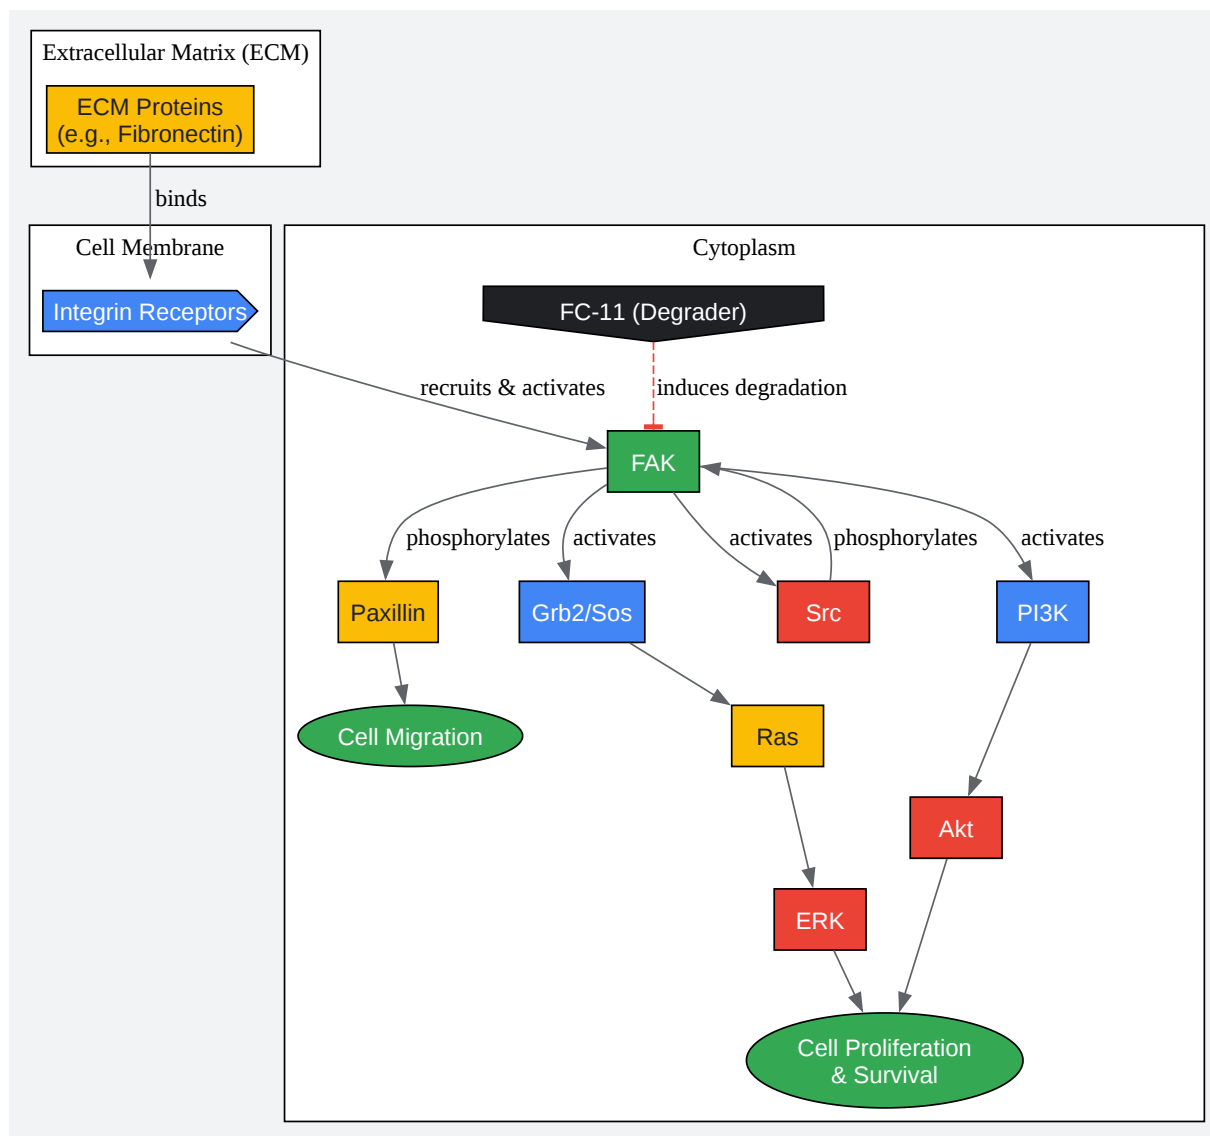 Extracellular Matrix (ECM)
ECM Proteins
(e.g., Fibronectin)
binds
Cell Membrane
Integrin Receptors
Cytoplasm
FC-11 (Degrader)
recruits & activates
induces degradation
FAK
phosphorylates
activates
activates
phosphorylates
activates
Paxillin
Grb2/Sos
Src
PI3K
Cell Migration
Ras
Akt
ERK
Cell Proliferation
& Survival